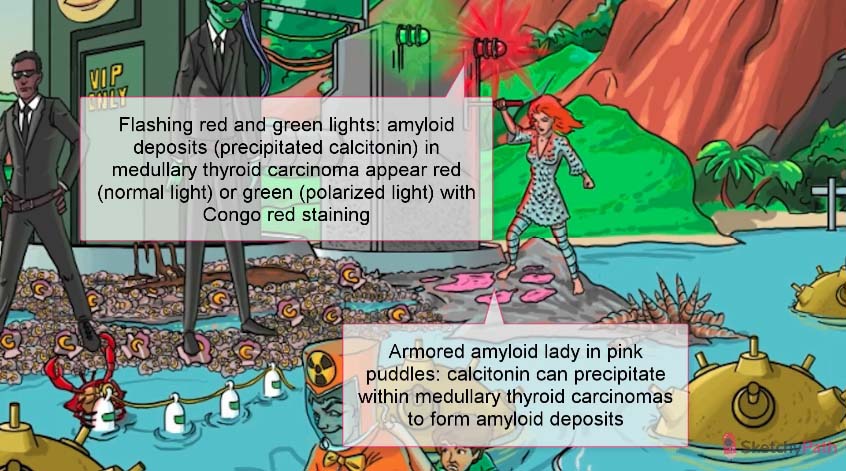 VIP
ONLY
Flashing red and green lights: amyloid
deposits (precipitated calcitonin) in
medullary thyroid carcinoma appear red
(normal light) or green (polarized light) with
Congo red staining
Armored amyloid lady in pink
puddles: calcitonin can precipitate
within medullary thyroid carcinomas
to form amyloid deposits
SketchyPath